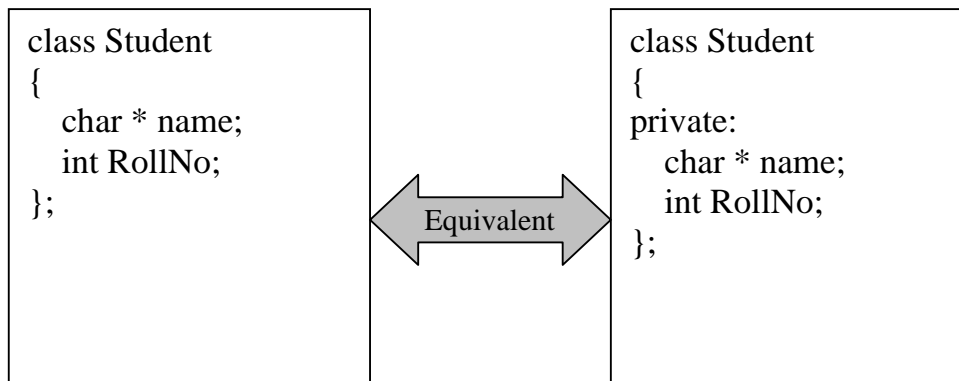 class Student
{
char * name;
int RollNo;
};
Equivalent
class Student
{
private:
char * name;
int RollNo;
};